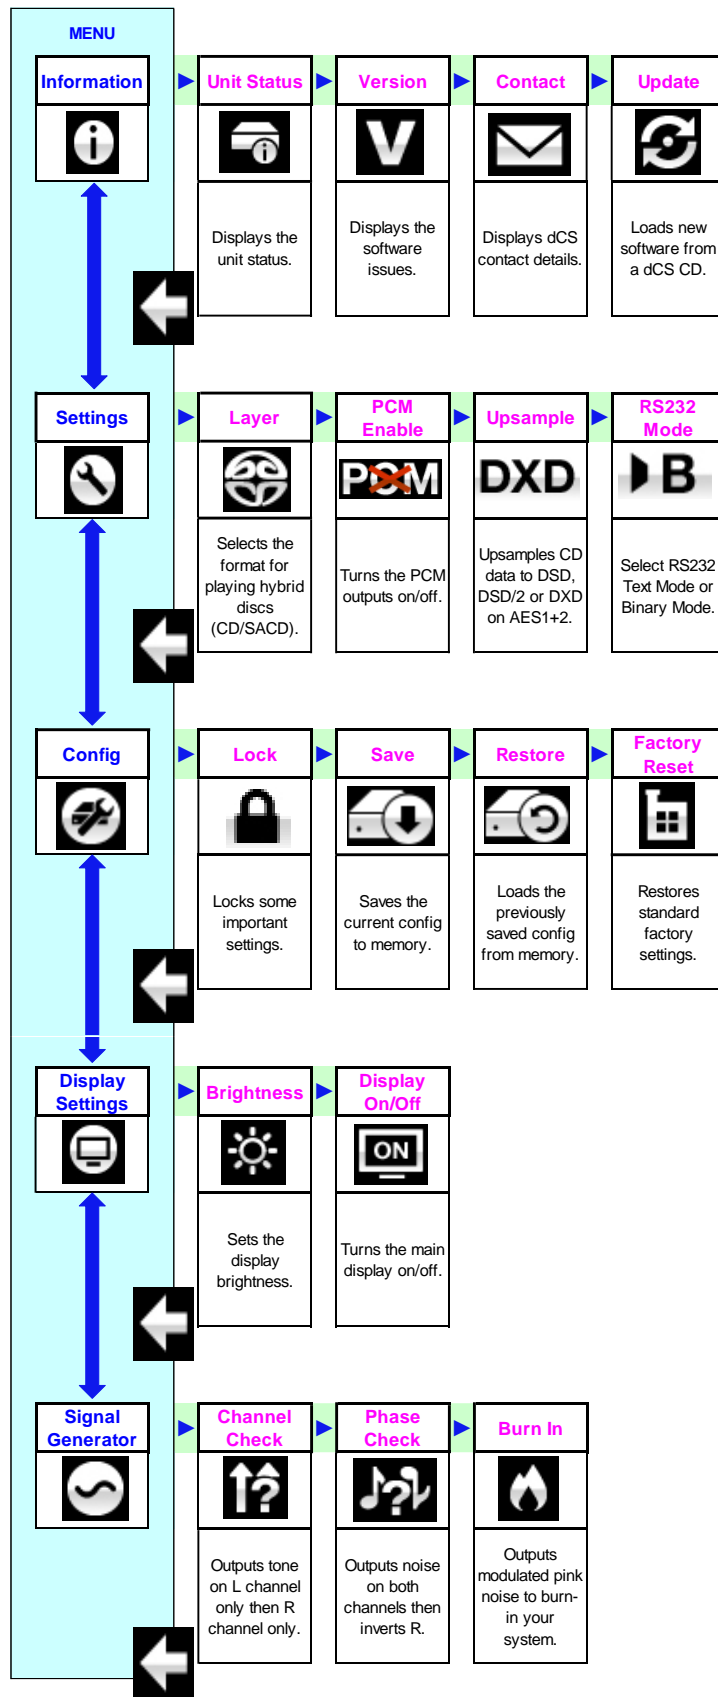 MENU
Information
Unit Status
Version
Contact
Update
V
Displays the
unit status.
Displays the
software
issues.
Displays dCS
contact details.
Loads new
software from
a dCS CD.
Settings
Layer
PCM
Enable
Upsample
RS232
Mode
PCM
DXD
B
Selects the
format for
playing hybrid
discs
(CD/SACD).
Turns the PCM
outputs on/off.
Upsamples CD
data to DSD,
DSD/2 or DXD
on AES1+2.
Select RS232
Text Mode or
Binary Mode.
Config
Lock
Save
Restore
Factory
Reset
Locks some
important
settings.
Saves the
current config
to memory.
Loads the
previously
saved config
from memory.
Restores
standard
factory
settings.
Display
Settings
Brightness
Display
On/Off
ON
Sets the
display
brightness.
Turns the main
display on/off.
Signal
Generator
Channel
Check
Phase
Check
Burn In
?
?
Outputs tone
on L channel
only then R
channel only.
Outputs noise
on both
channels then
inverts R.
Outputs
modulated pink
noise to burn-
in your
system.